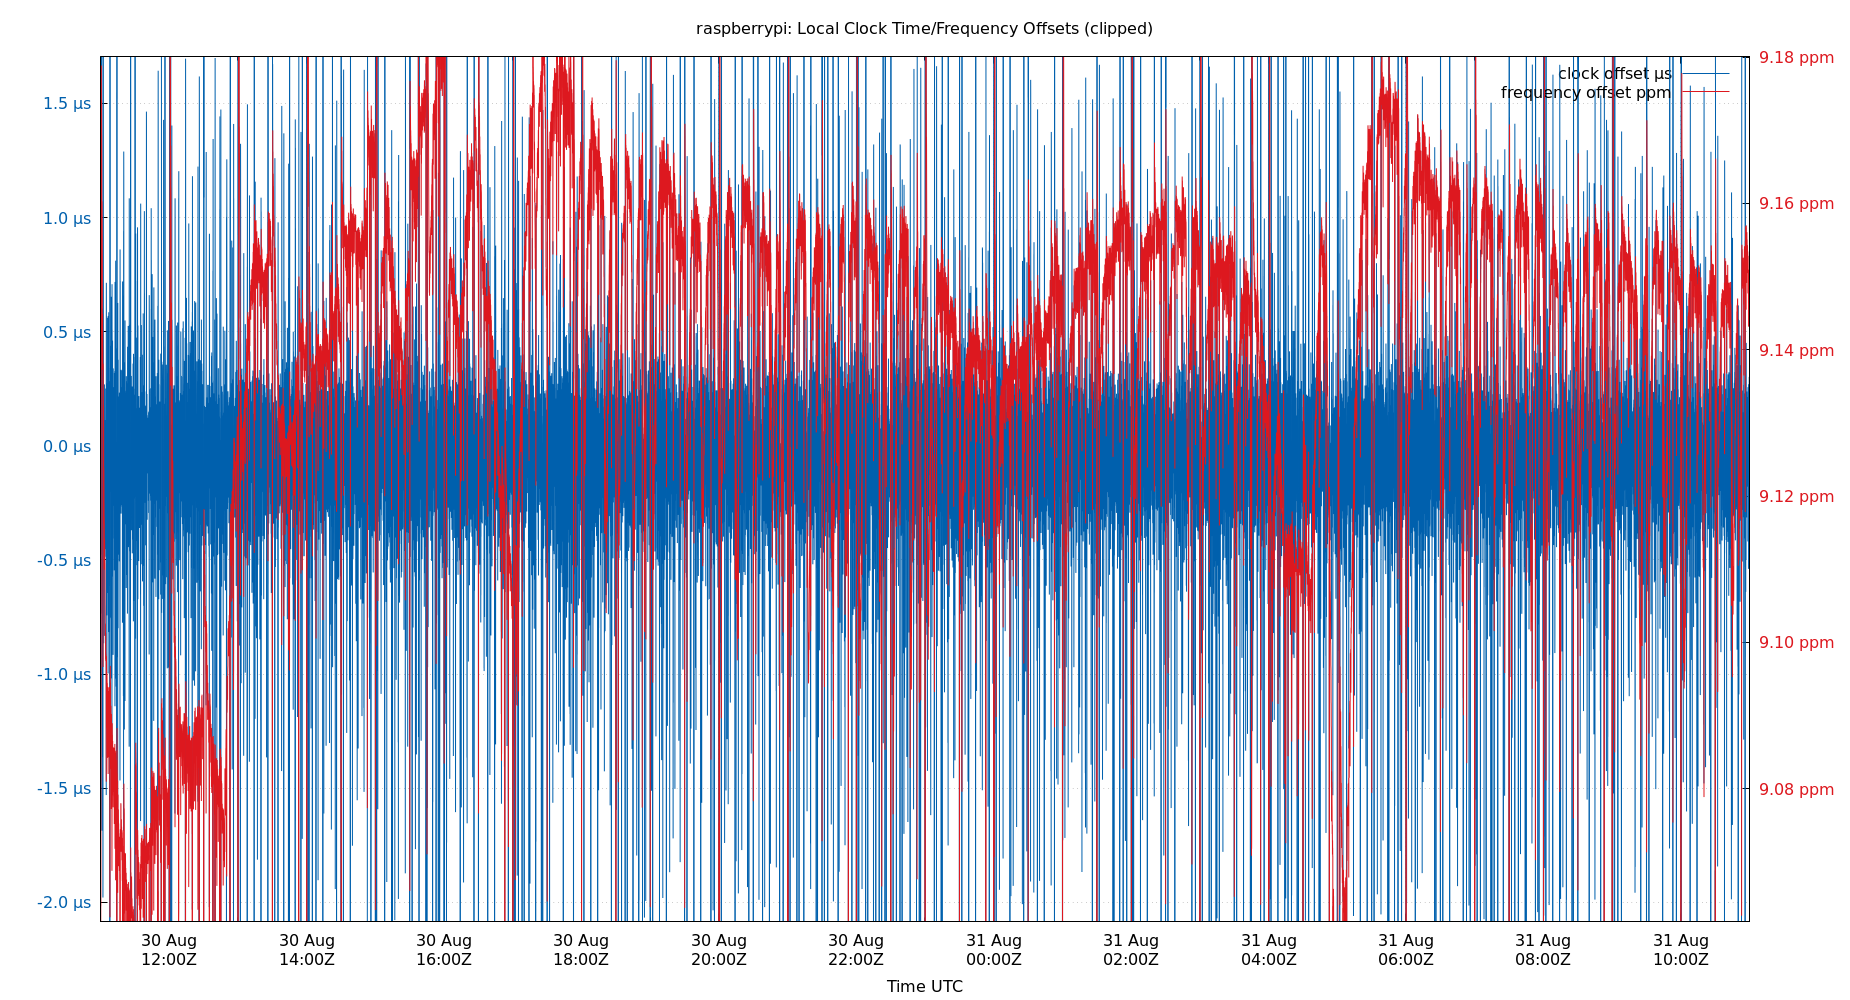 raspberrypi: Local Clock Time/Frequency Offsets (clipped)
clock offset µs
frequency offset ppm
1.5 µs
1.0 µs
0.5 µs
0.0 µs
-0.5 µs
-1.0 µs
-1.5 µs
-2.0 µs
9.18 ppm
9.16 ppm
9.14 ppm
9.12 ppm
9.10 ppm
9.08 ppm
30 Aug
12:00Z
30 Aug
14:00Z
30 Aug
16:00Z
30 Aug
18:00Z
30 Aug
20:00Z
30 Aug
22:00Z
31 Aug
00:00Z
31 Aug
02:00Z
31 Aug
04:00Z
31 Aug
06:00Z
31 Aug
08:00Z
31 Aug
10:00Z
Time UTC